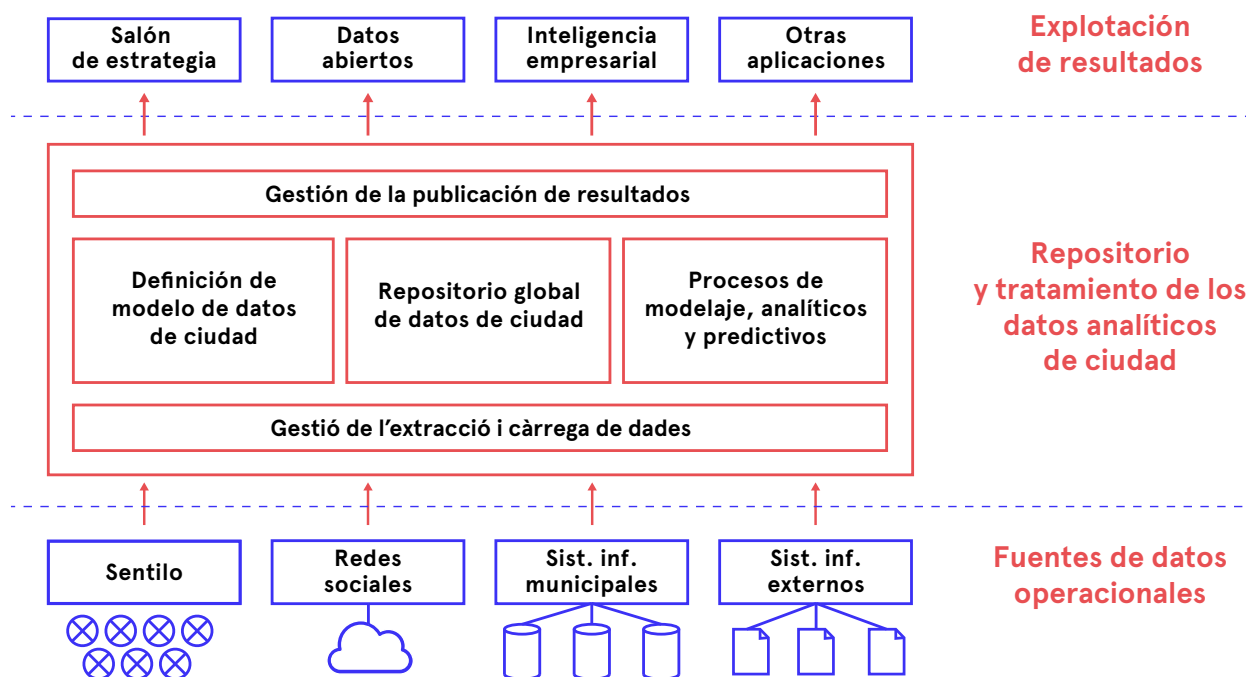 Salón
de estrategia
Datos
abiertos
Inteligencia
empresarial
Otras
aplicaciones
Explotación
de resultados
Gestión de la publicación de resultados
Definición de
modelo de datos
de ciudad
Repositorio global
de datos de ciudad
Procesos de
modelaje, analíticos
y predictivos
Gestió de l’extracció i càrrega de dades
Repositorio
y tratamiento de los
datos analíticos
de ciudad
Sentilo
Redes
sociales
Sist. inf.
municipales
Sist. inf.
externos
Fuentes de datos
operacionales